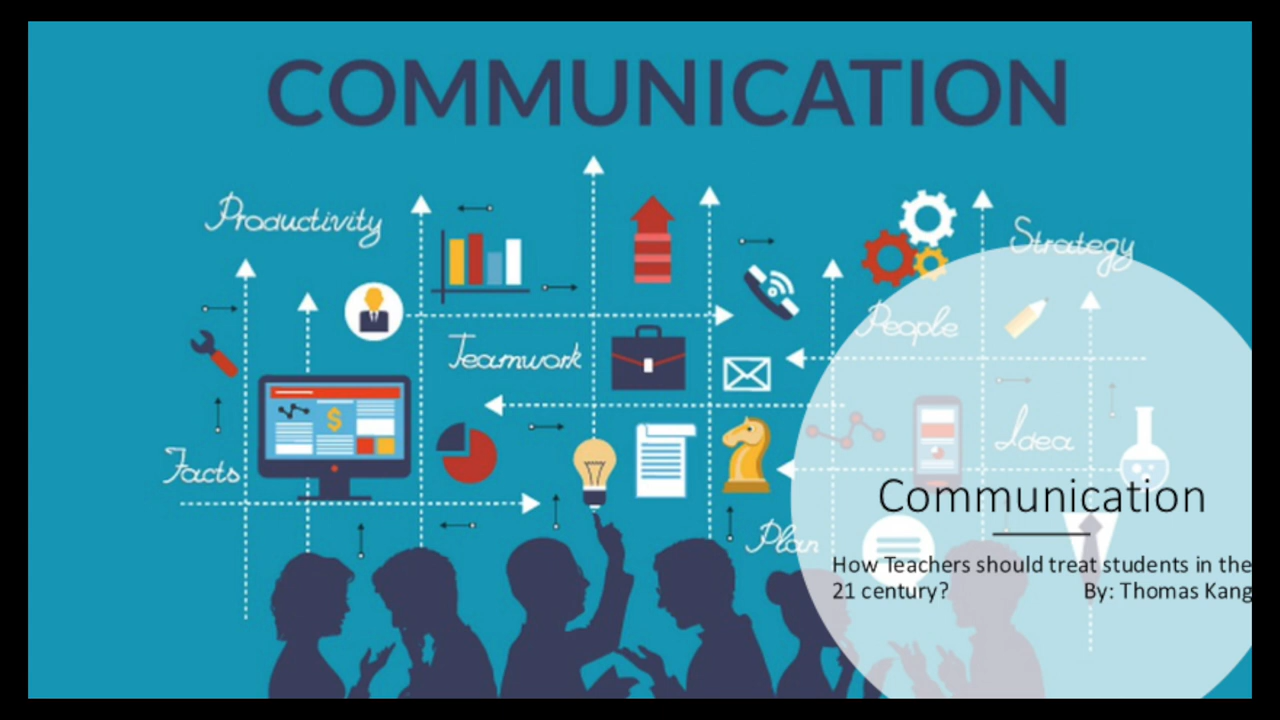 COMMUNICATION
Productivity
Strategy
People
Teamwork
Idea
Facts
Communication
Plan
How Teachers should treat students in the
21 century? By: Thomas Kang